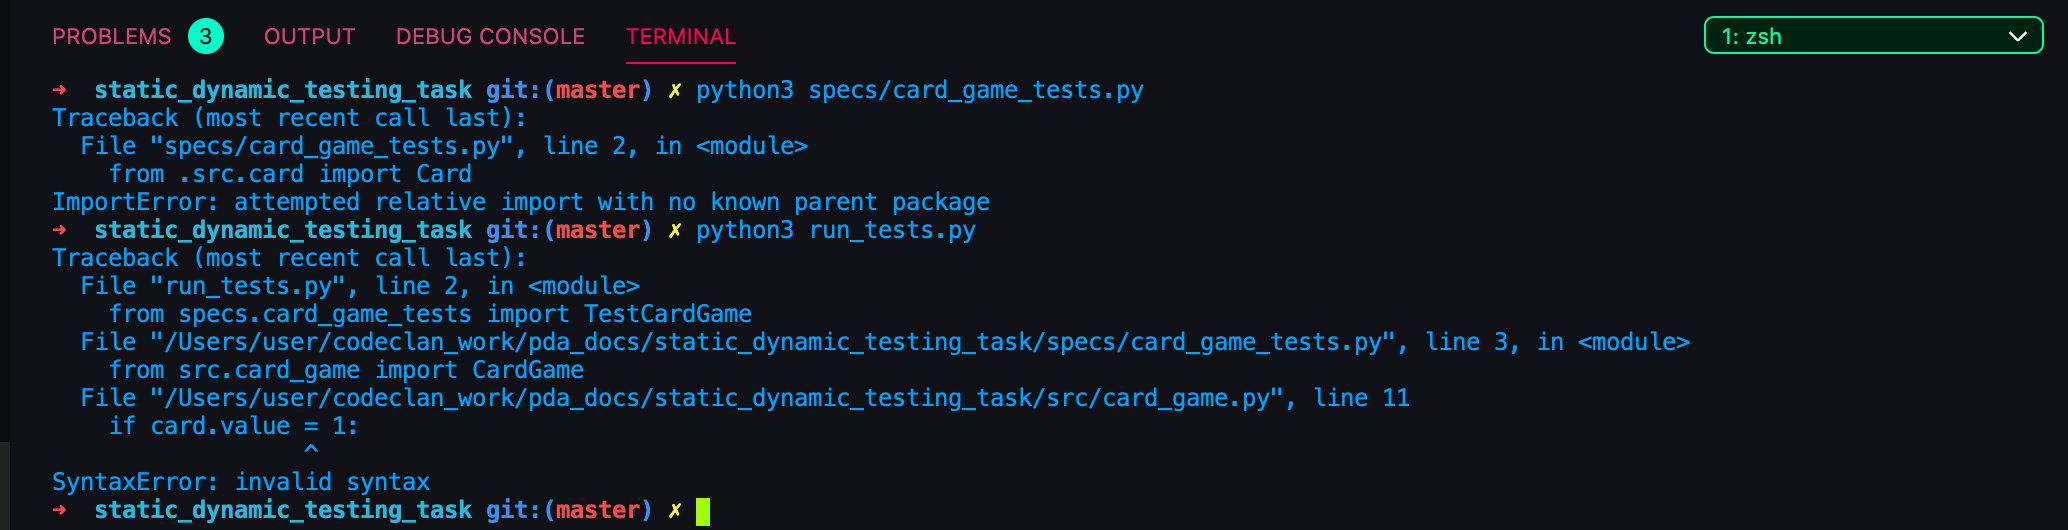 PROBLEMS 3 OUTPUT DEBUG CONSOLE TERMINAL 1: zsh
➜  static_dynamic_testing_task git:(master) ✗ python3 specs/card_game_tests.py
Traceback (most recent call last):
  File "specs/card_game_tests.py", line 2, in <module>
    from .src.card import Card
ImportError: attempted relative import with no known parent package
➜  static_dynamic_testing_task git:(master) ✗ python3 run_tests.py
Traceback (most recent call last):
  File "run_tests.py", line 2, in <module>
    from specs.card_game_tests import TestCardGame
  File "/Users/user/codeclan_work/pda_docs/static_dynamic_testing_task/specs/card_game_tests.py", line 3, in <module>
    from src.card_game import CardGame
  File "/Users/user/codeclan_work/pda_docs/static_dynamic_testing_task/src/card_game.py", line 11
    if card.value = 1:
                  ^
SyntaxError: invalid syntax
➜  static_dynamic_testing_task git:(master) ✗